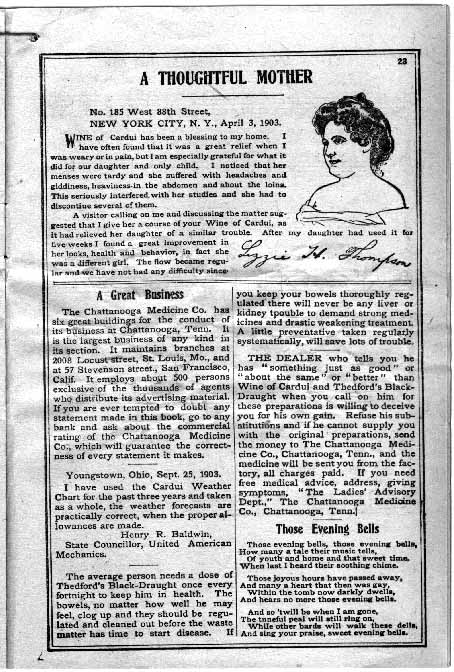 23
A THOUGHTFUL MOTHER
No. 185 West 88th Street,
NEW YORK CITY, N. Y., April 3, 1903.
WINE of Cardui has been a blessing to my home. I
have often found that it was a great relief when I
was weary or in pain, but I am especially grateful for what it
did for our daughter and only child. I noticed that her
menses were tardy and she suffered with headaches and
giddiness, heaviness in the abdomen and about the loins.
This seriously interfered with her studies and she had to
discontinue several of them.
A visitor calling on me and discussing the matter sug-
gested that I give her a course of your Wine of Cardui, as
it had relieved her daughter of a similar trouble. After my daughter had used it for
five weeks I found a great improvement in
her looks, health and behavior, in fact she
was a different girl. The flow became regu-
lar and we have not had any difficulty since
Lizzie H. Thompson
A Great Business
The Chattanooga Medicine Co. has
six great buildings for the conduct of
its business at Chattanooga, Tenn. It
is the largest business of any kind in
its section. It maintains branches at
2008 Locust street, St. Louis, Mo., and
at 57 Stevenson street, San Francisco,
Calif. It employs about 500 persons
exclusive of the thousands of agents
who distribute its advertising material.
If you are ever tempted to doubt any
statement made in this book, go to any
bank and ask about the commercial
rating of the Chattanooga Medicine
Co., which will guarantee the correct-
ness of every statement it makes.
Youngstown, Ohio, Sept. 25, 1903.
I have used the Cardui Weather
Chart for the past three years and taken
as a whole, the weather forecasts are
practically correct, when the proper al-
lowances are made.
Henry R. Baldwin,
State Councillor, United American
Mechanics.
The average person needs a dose of
Thedford's Black-Draught once every
fortnight to keep him in health. The
bowels, no matter how well he may
feel, clog up and they should be regu-
lated and cleaned out before the waste
matter has time to start disease. If
you keep your bowels thoroughly reg-
ulated there will never be any liver or
kidney tpouble to demand strong med-
icines and drastic weakening treatment.
A little preventative taken regularly
systematically, will save lots of trouble.
THE DEALER who tells you he
has "something just as good" or
"about the same" or "better" than
Wine of Cardui and Thedford's Black-
Draught when you call on him for
these preparations is willing to deceive
you for his own gain. Refuse his sub-
stitutions and if he cannot supply you
with the original preparations, send
the money to The Chattanooga Medi-
cine Co., Chattanooga, Tenn., and the
medicine will be sent you from the fac-
tory, all charges paid. If you need
free medical advice, address, giving
symptoms, "The Ladies' Advisory
Dept.," The Chattanooga Medicine
Co., Chattanooga, Tenn.
Those Evening Bells
Those evening bells, those evening bells,
How many a tale their music tells,
Of youth and home and that sweet time.
When last I heard their soothing chime.
Those joyous hours have passed away,
And many a heart that then was gay,
Within the tomb now darkly dwells,
And hears no more those evening bells.
And so 'twill be when I am gone,
The tuneful peal will still ring on,
While other bards will walk these dells,
And sing your praise, sweet evening bells.